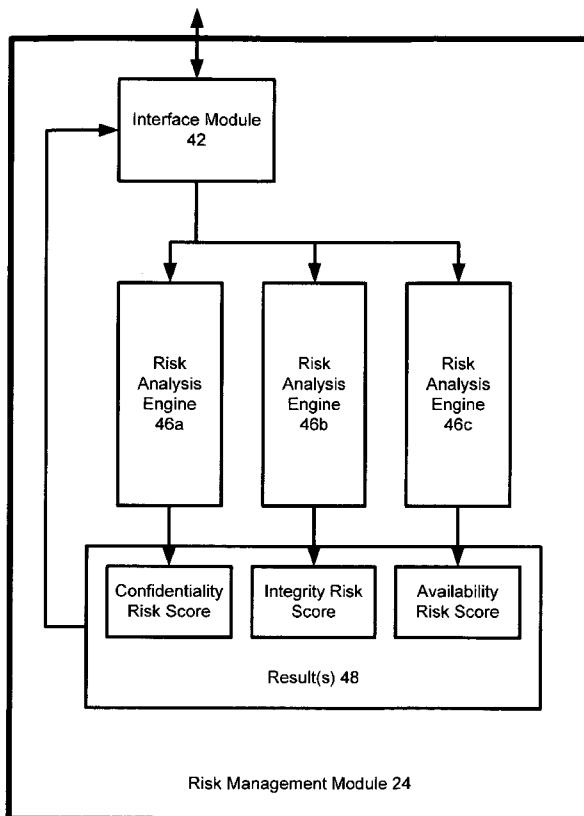 Interface Module
42
Risk
Analysis
Engine
46a
Risk
Analysis
Engine
46b
Risk
Analysis
Engine
46c
Confidentiality
Risk Score
Integrity Risk
Score
Availability
Risk Score
Result(s) 48
Risk Management Module 24